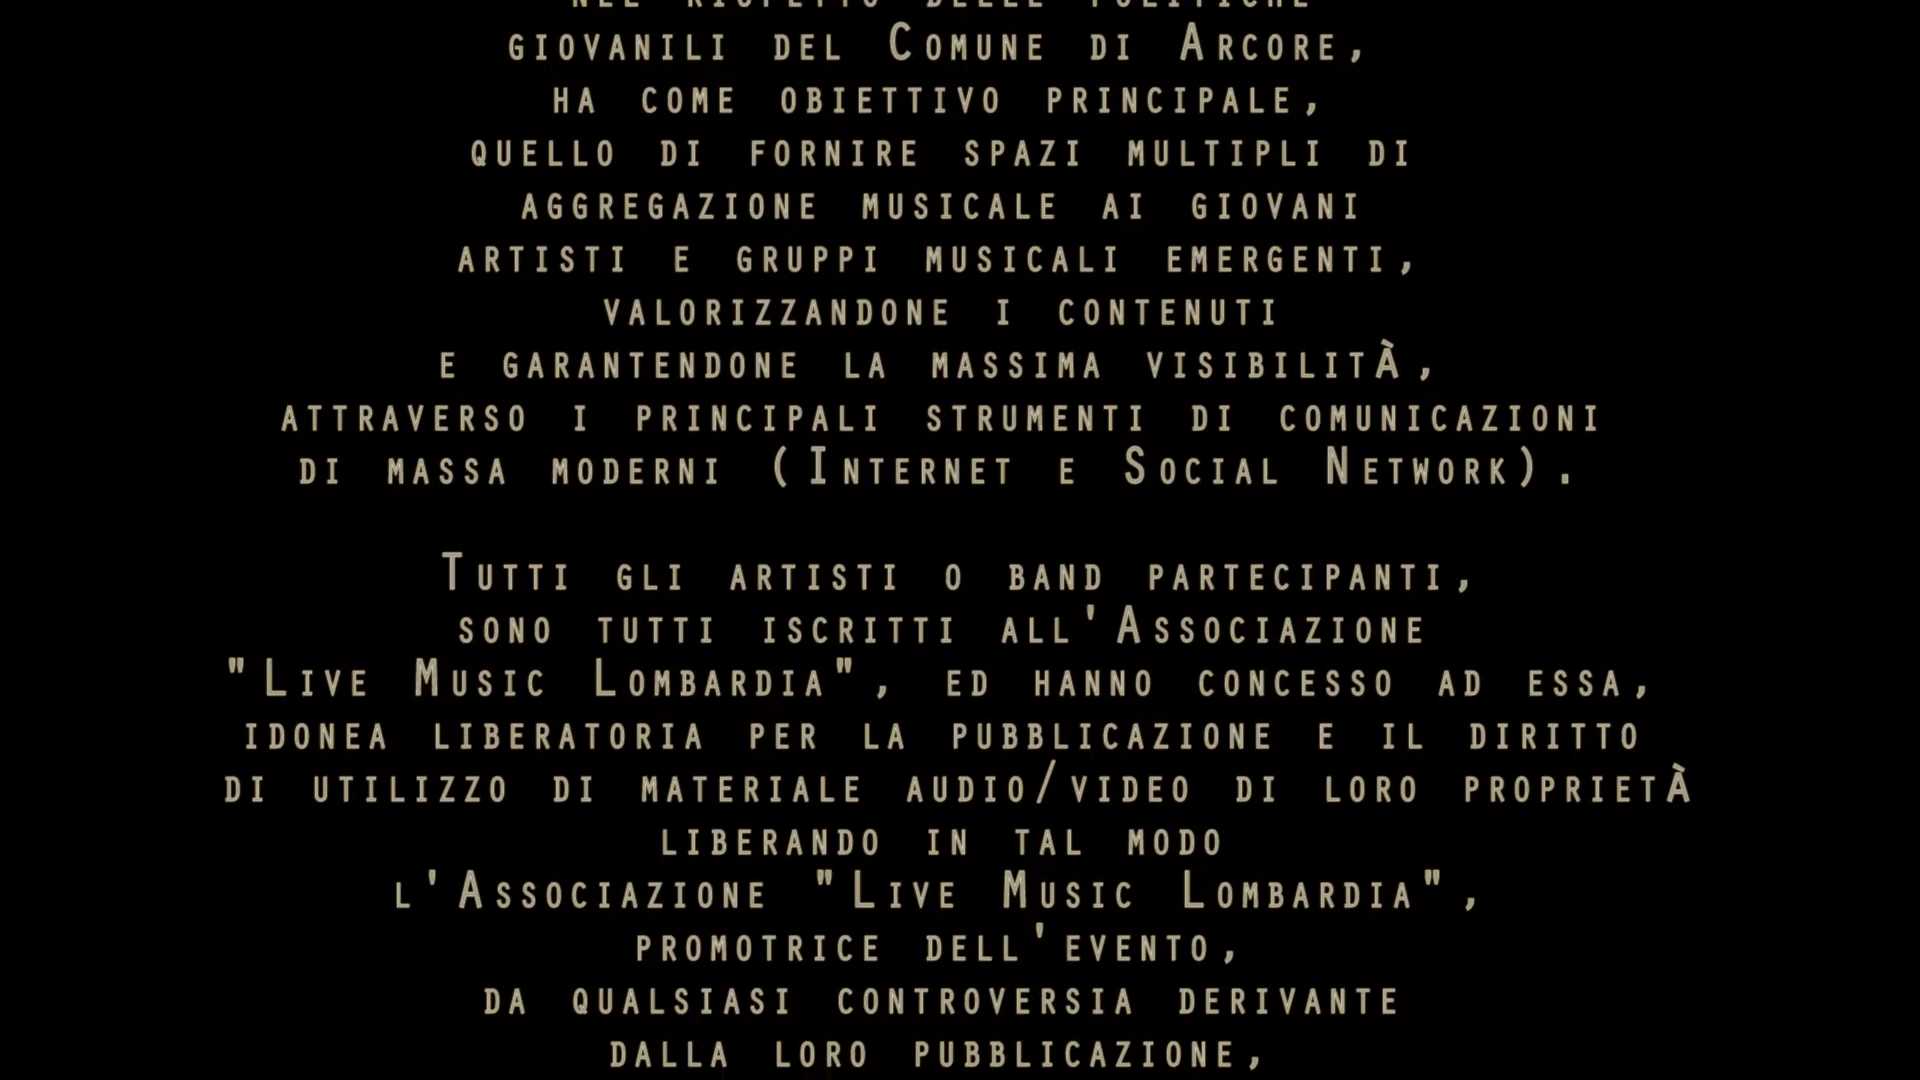 nel rispetto delle politiche
giovanili del Comune di Arcore,
ha come obiettivo principale,
quello di fornire spazi multipli di
aggregazione musicale ai giovani
artisti e gruppi musicali emergenti,
valorizzandone i contenuti
e garantendone la massima visibilità,
attraverso i principali strumenti di comunicazioni
di massa moderni (Internet e Social Network).
Tutti gli artisti o band partecipanti,
sono tutti iscritti all'Associazione
"Live Music Lombardia", ed hanno concesso ad essa,
idonea liberatoria per la pubblicazione e il diritto
di utilizzo di materiale audio/video di loro proprietà
liberando in tal modo
l'Associazione "Live Music Lombardia",
promotrice dell'evento,
da qualsiasi controversia derivante
dalla loro pubblicazione,